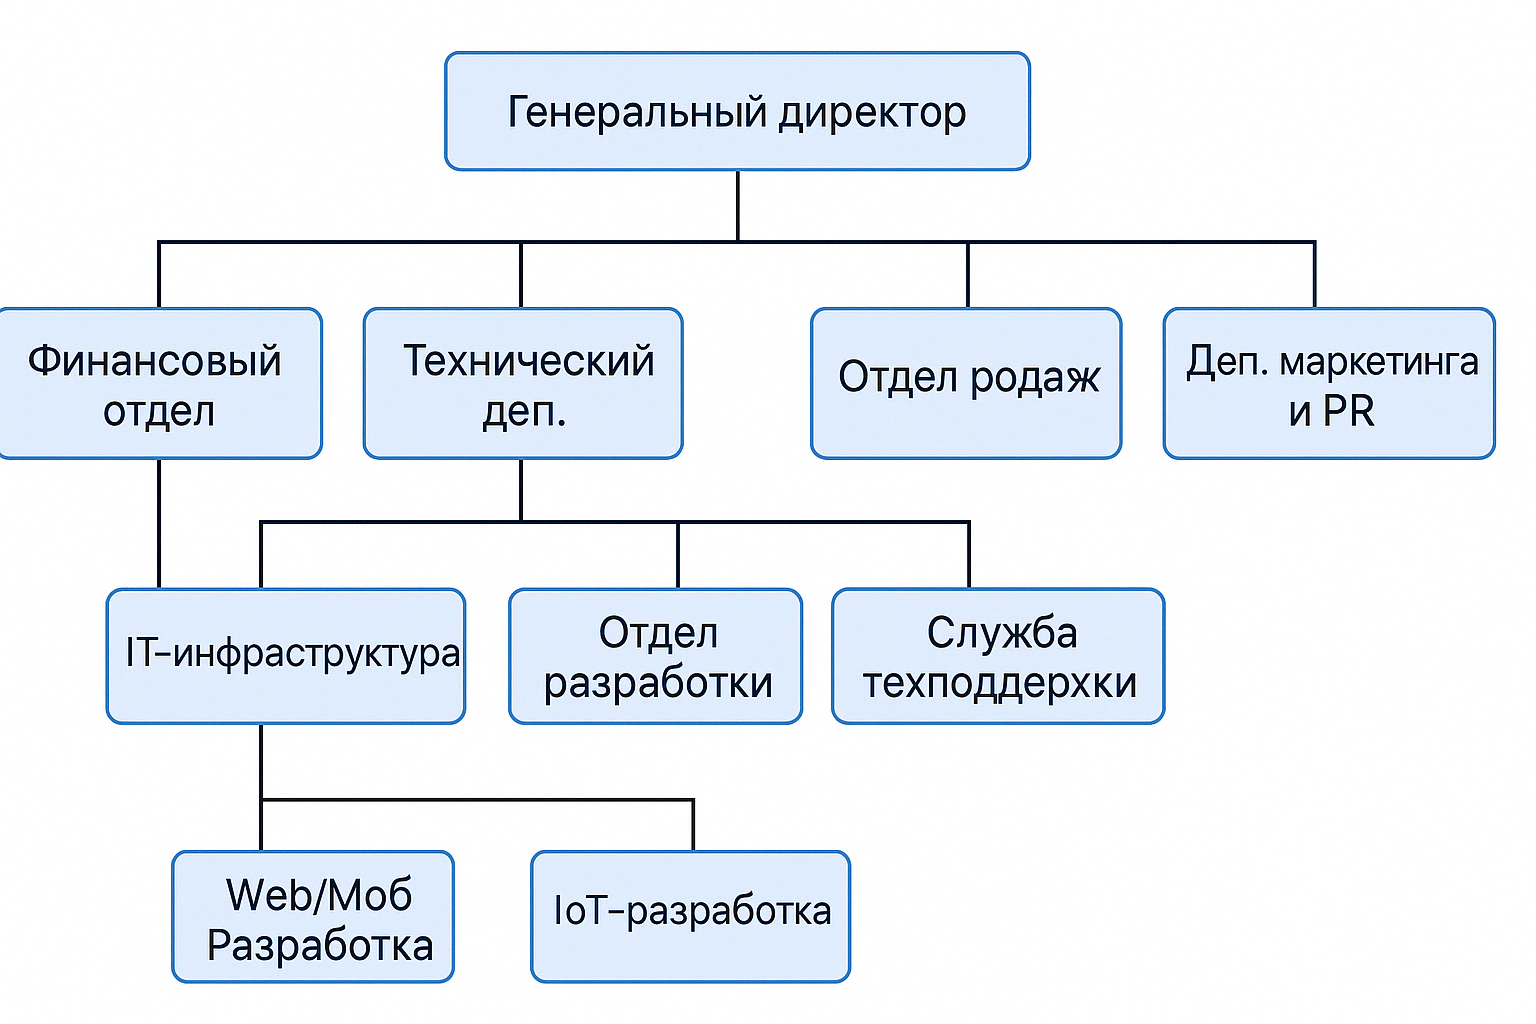 Генеральный директор
Финансовый
отдел
Технический
деп.
Отдел родаж
Деп. маркетинга
и PR
IT-инфраструктура
Отдел
разработки
Служба
техподдерхки
Web/Моб
Разработка
IoT-разработка